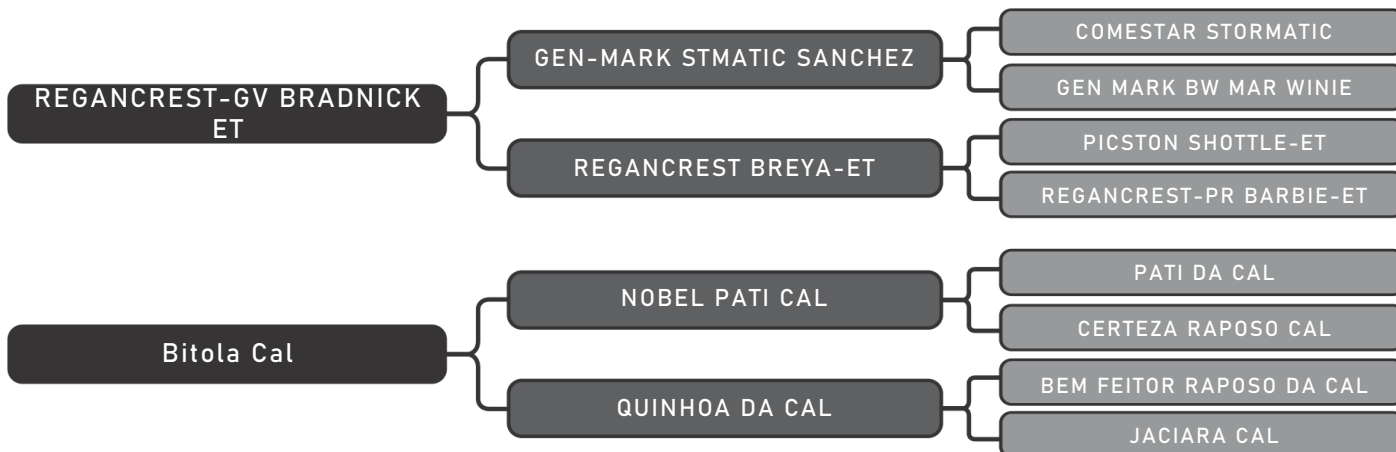 COMESTAR STORMATIC
GEN-MARK STMATIC SANCHEZ
GEN MARK BW MAR WINIE
REGANCREST-GV BRADNICK
ET
PICSTON SHOTTLE-ET
REGANCREST BREYA-ET
REGANCREST-PR BARBIE-ET
PATI DA CAL
NOBEL PATI CAL
CERTEZA RAPOSO CAL
Bitola Cal
BEM FEITOR RAPOSO DA CAL
QUINHOA DA CAL
JACIARA CAL